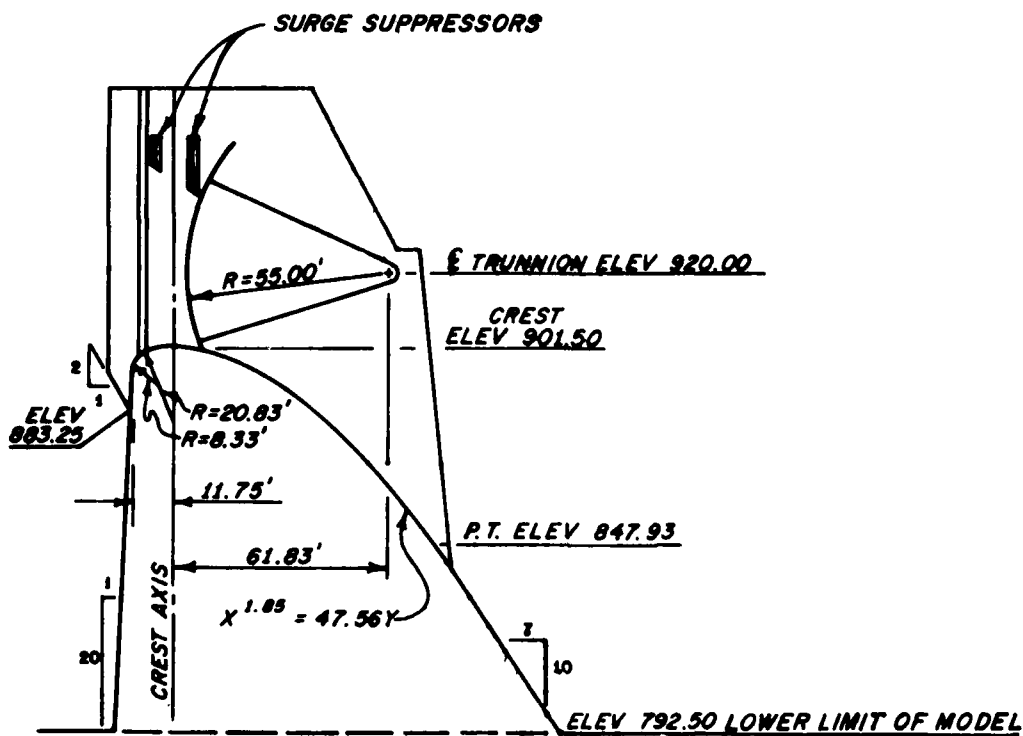 SURGE SUPPRESSORS
R=55.00'
℄ TRUNNION ELEV 920.00
CREST
ELEV 901.50
2
1
ELEV
883.25
R=20.83'
R=8.33'
11.75'
P.T. ELEV 847.93
61.83'
CREST AXIS
X^1.85 = 47.56Y
1
20
7
10
ELEV 792.50 LOWER LIMIT OF MODEL